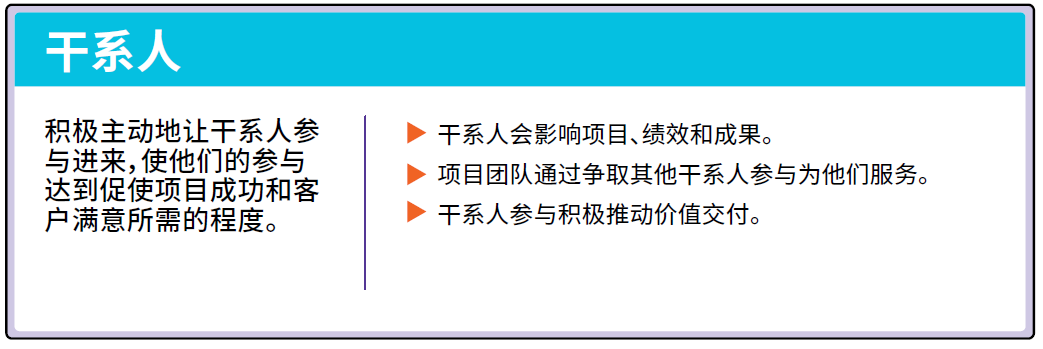 干系人
积极主动地让干系人参
与进来，使他们的参与
达到促使项目成功和客
户满意所需的程度。
干系人会影响项目、绩效和成果。
项目团队通过争取其他干系人参与为他们服务。
干系人参与积极推动价值交付。